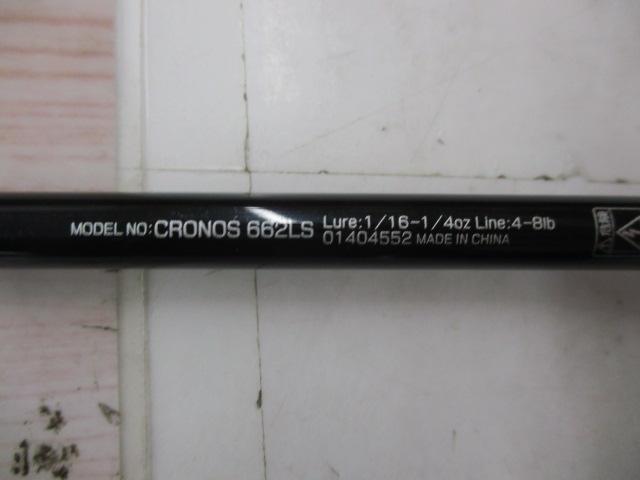 MODEL NO:CRONOS 662LS Lure:1/16-1/4oz Line:4-8lb
01404552 MADE IN CHINA